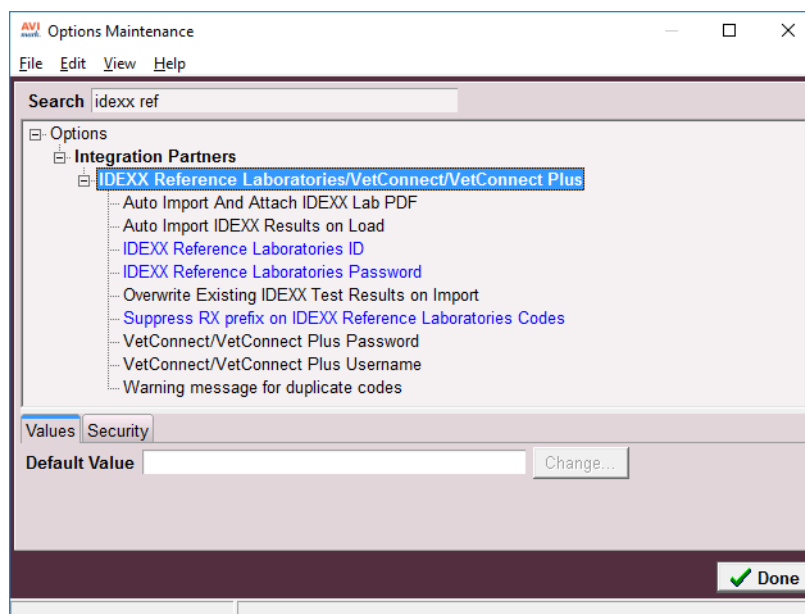 AVI mark. Options Maintenance
File Edit View Help
Search idexx ref
Options
Integration Partners
IDEXX Reference Laboratories/VetConnect/VetConnect Plus
Auto Import And Attach IDEXX Lab PDF
Auto Import IDEXX Results on Load
IDEXX Reference Laboratories ID
IDEXX Reference Laboratories Password
Overwrite Existing IDEXX Test Results on Import
Suppress RX prefix on IDEXX Reference Laboratories Codes
VetConnect/VetConnect Plus Password
VetConnect/VetConnect Plus Username
Warning message for duplicate codes
Values Security
Default Value Change...
Done